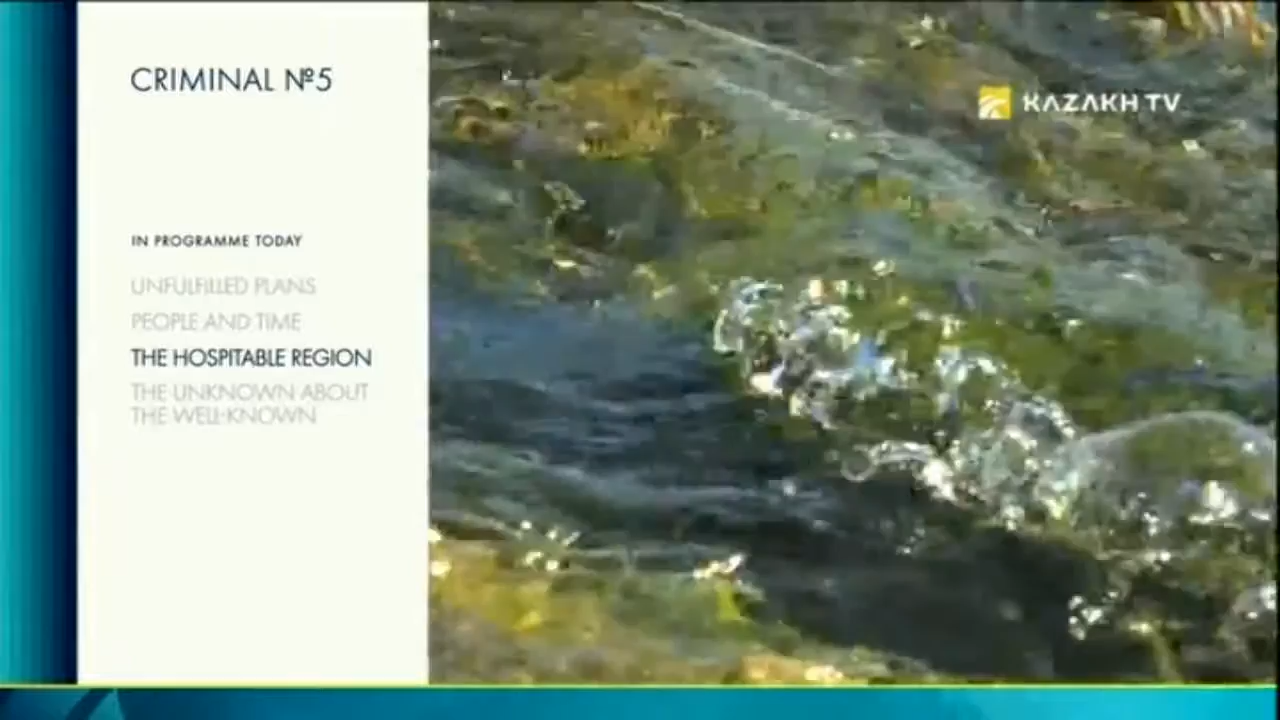 CRIMINAL №5
KAZAKH TV
IN PROGRAMME TODAY
UNFULFILLED PLANS
PEOPLE AND TIME
THE HOSPITABLE REGION
THE UNKNOWN ABOUT
THE WELL-KNOWN